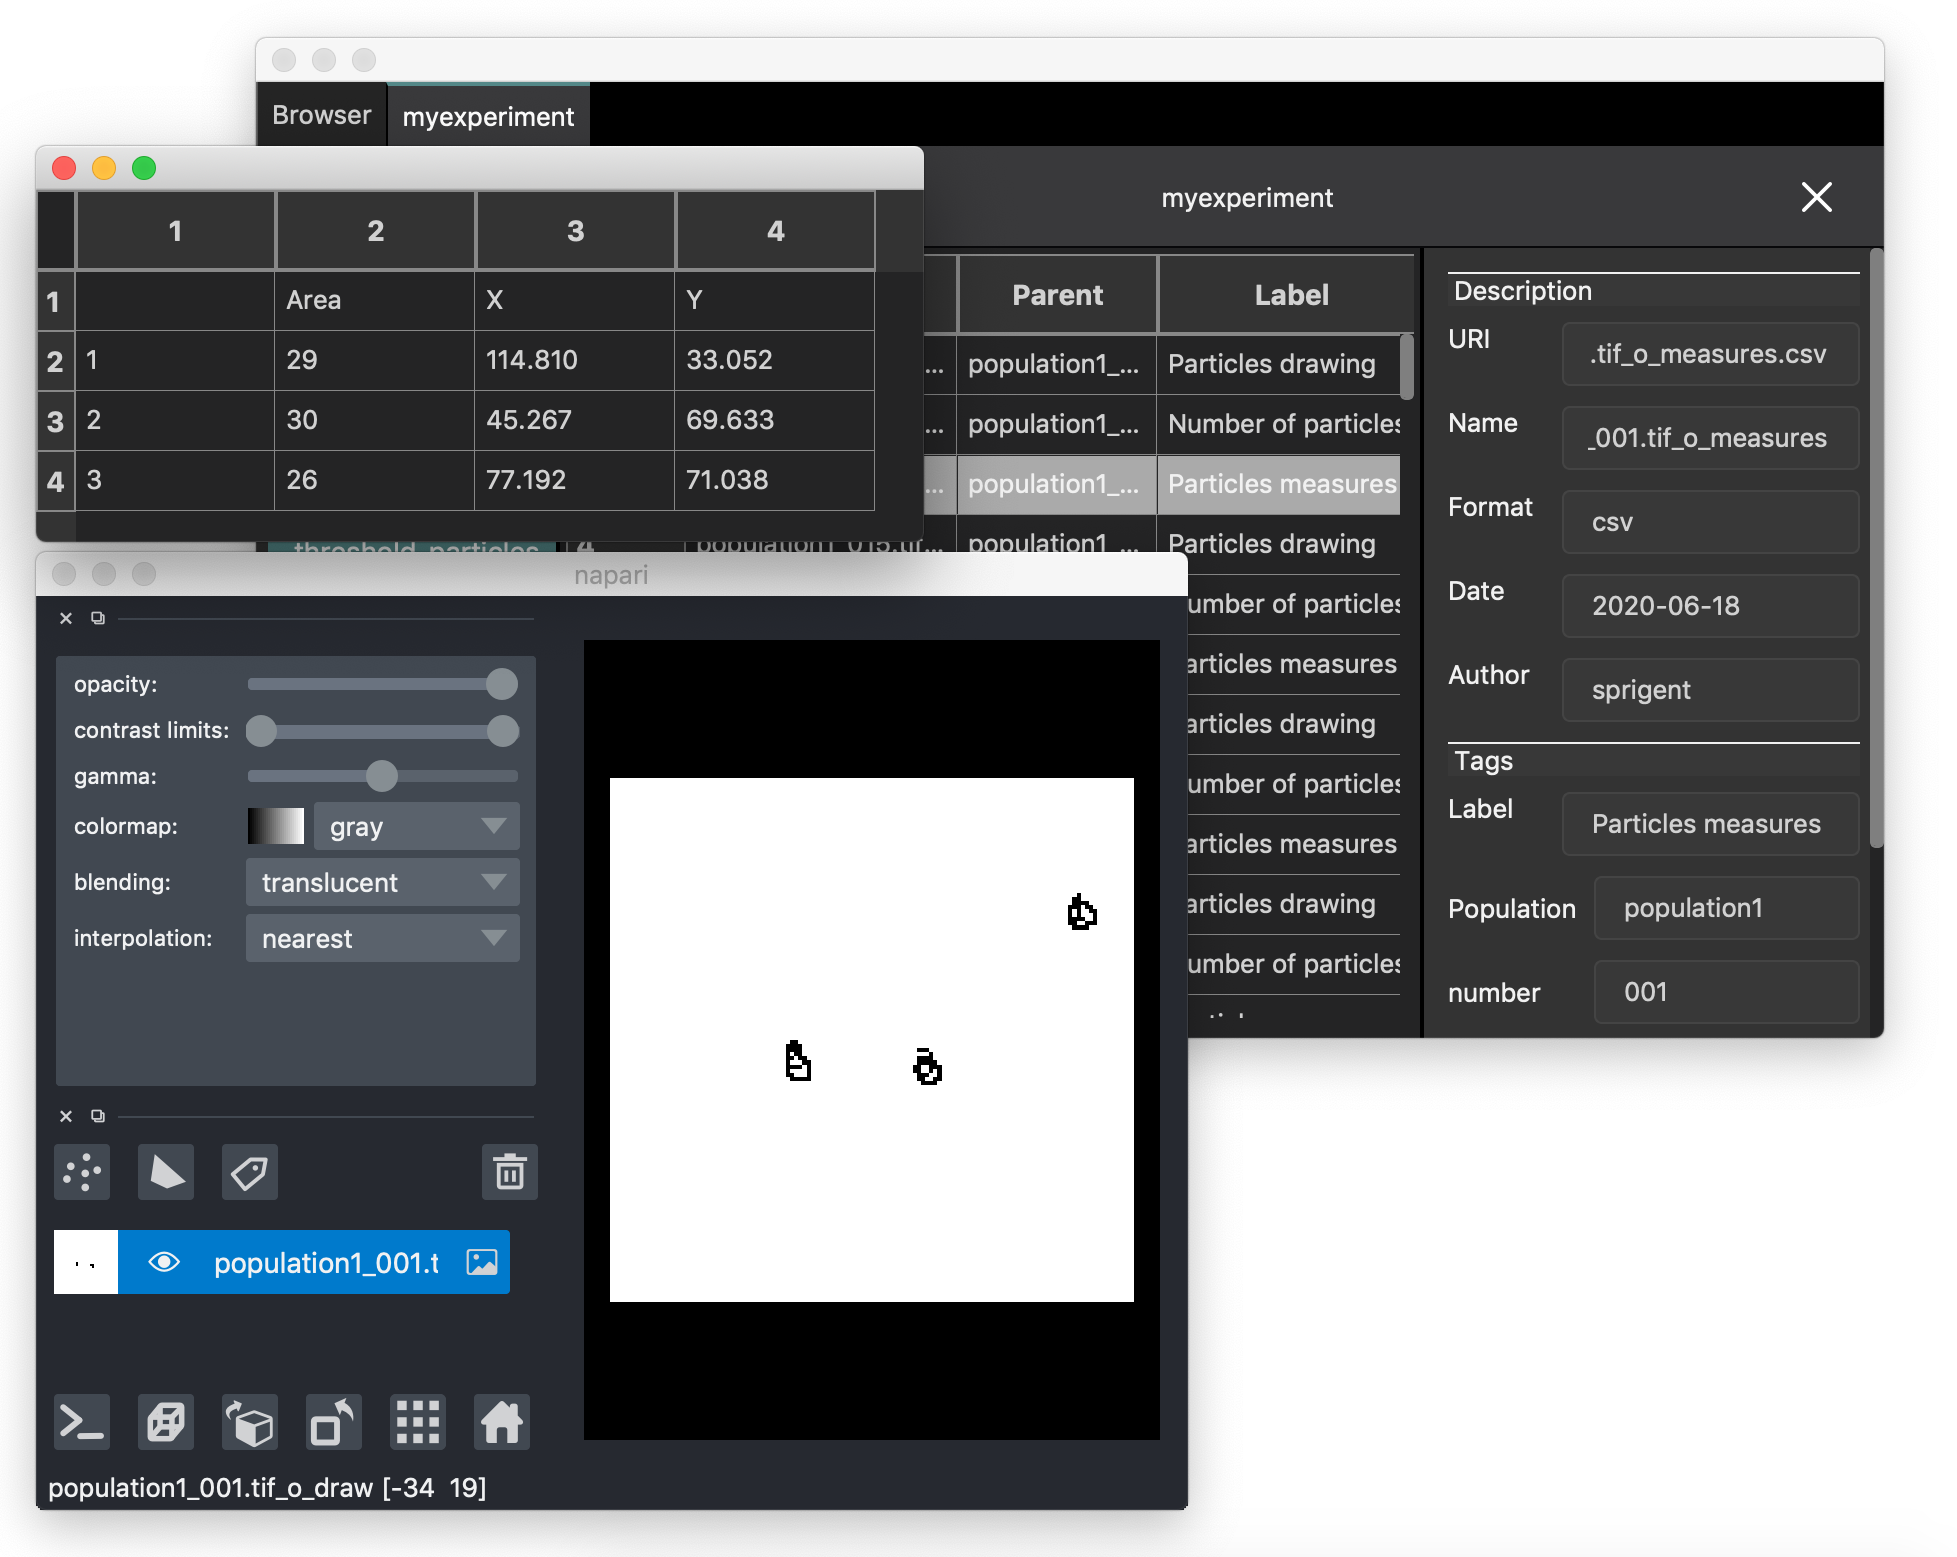 Browser
myexperiment
myexperiment
1 2 3 4
1 Area X Y
2 1 29 114.810 33.052
3 2 30 45.267 69.633
4 3 26 77.192 71.038
Parent Label
... population1_... Particles drawing
... population1_... Number of particles
... population1_... Particles measures
threshold_particles 4 population1_015.tif... population1_... Particles drawing
umber of particles
articles measures
articles drawing
umber of particles
articles measures
articles drawing
umber of particles
Description
URI .tif_o_measures.csv
Name _001.tif_o_measures
Format csv
Date 2020-06-18
Author sprigent
Tags
Label Particles measures
Population population1
number 001
napari
opacity:
contrast limits:
gamma:
colormap: gray
blending: translucent
interpolation: nearest
population1_001.t
population1_001.tif_o_draw [-34 19]